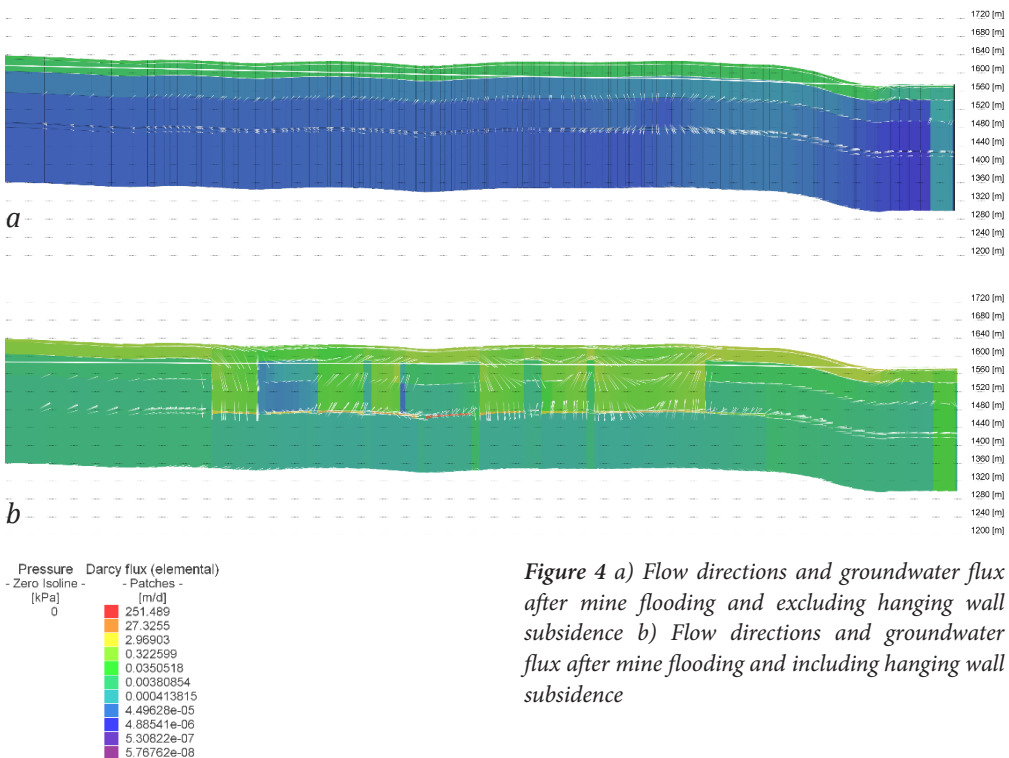 1720 [m]
1680 [m]
1640 [m]
1600 [m]
1560 [m]
1520 [m]
1480 [m]
1440 [m]
1400 [m]
1360 [m]
1320 [m]
1280 [m]
1240 [m]
1200 [m]
a
1720 [m]
1680 [m]
1640 [m]
1600 [m]
1560 [m]
1520 [m]
1480 [m]
1440 [m]
1400 [m]
1360 [m]
1320 [m]
1280 [m]
1240 [m]
1200 [m]
b
Pressure
- Zero Isoline -
[kPa]
0
Darcy flux (elemental)
- Patches -
[m/d]
251.489
27.3255
2.96903
0.322599
0.0350518
0.00380854
0.000413815
4.49628e-05
4.88541e-06
5.30822e-07
5.76762e-08
Figure 4 a) Flow directions and groundwater flux
after mine flooding and excluding hanging wall
subsidence b) Flow directions and groundwater
flux after mine flooding and including hanging wall
subsidence